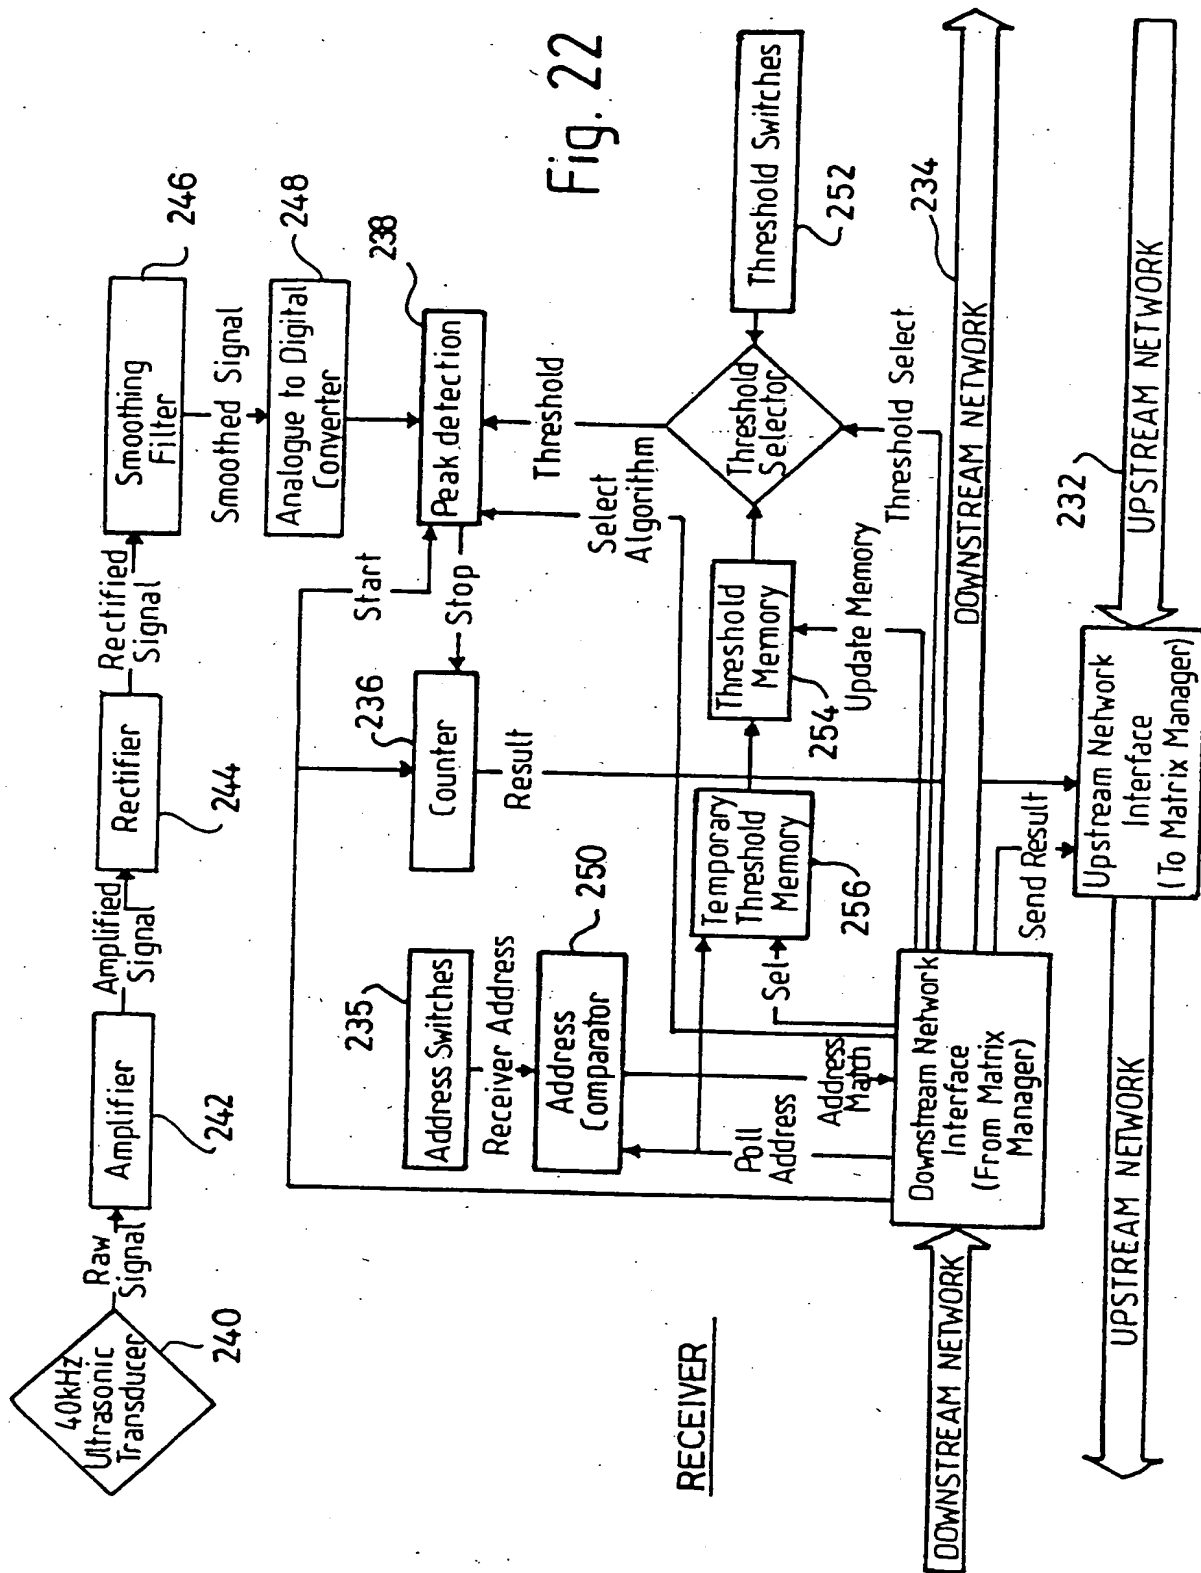 Fig. 22
RECEIVER
40kHz
Ultrasonic
Transducer
240
Raw
Signal
Amplifier
242
Amplified
Signal
Rectifier
244
Rectified
Signal
Smoothing
Filter
246
Smoothed Signal
Analogue to Digital
Converter
248
Peak detection
238
Start
Stop
Counter
236
Result
Select
Algorithm
Threshold
Threshold
Selector
Threshold Switches
252
Address Switches
235
Receiver Address
Address
Comparator
250
Temporary
Threshold
Memory
256
Threshold
Memory
254
Update Memory
Threshold Select
Poll
Address
Address
Match
Sel
Downstream Network
Interface
(From Matrix
Manager)
DOWNSTREAM NETWORK
DOWNSTREAM NETWORK
234
Send Result
Upstream Network
Interface
(To Matrix Manager)
UPSTREAM NETWORK
232
UPSTREAM NETWORK